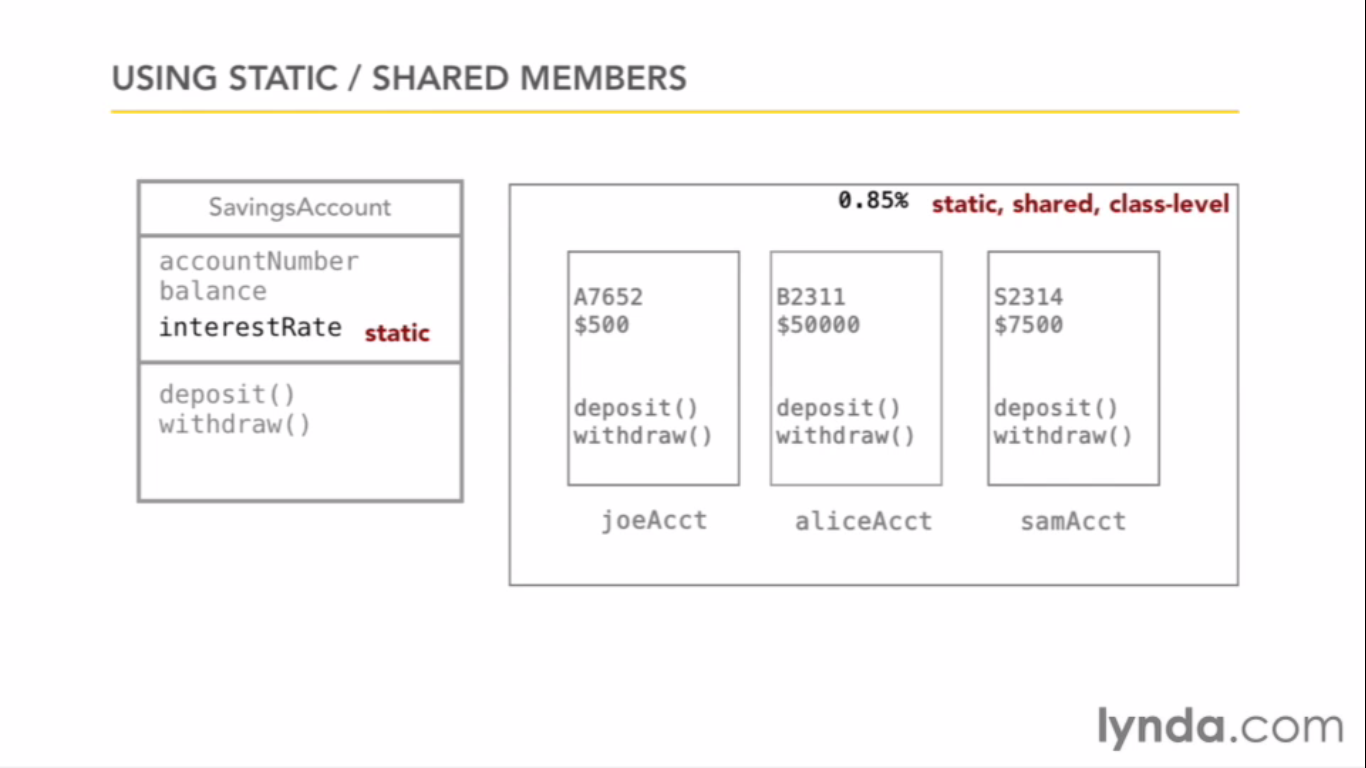 USING STATIC / SHARED MEMBERS
SavingsAccount
accountNumber
balance
interestRate static
deposit()
withdraw()
0.85% static, shared, class-level
A7652
$500
deposit()
withdraw()
joeAcct
B2311
$50000
deposit()
withdraw()
aliceAcct
S2314
$7500
deposit()
withdraw()
samAcct
lynda.com